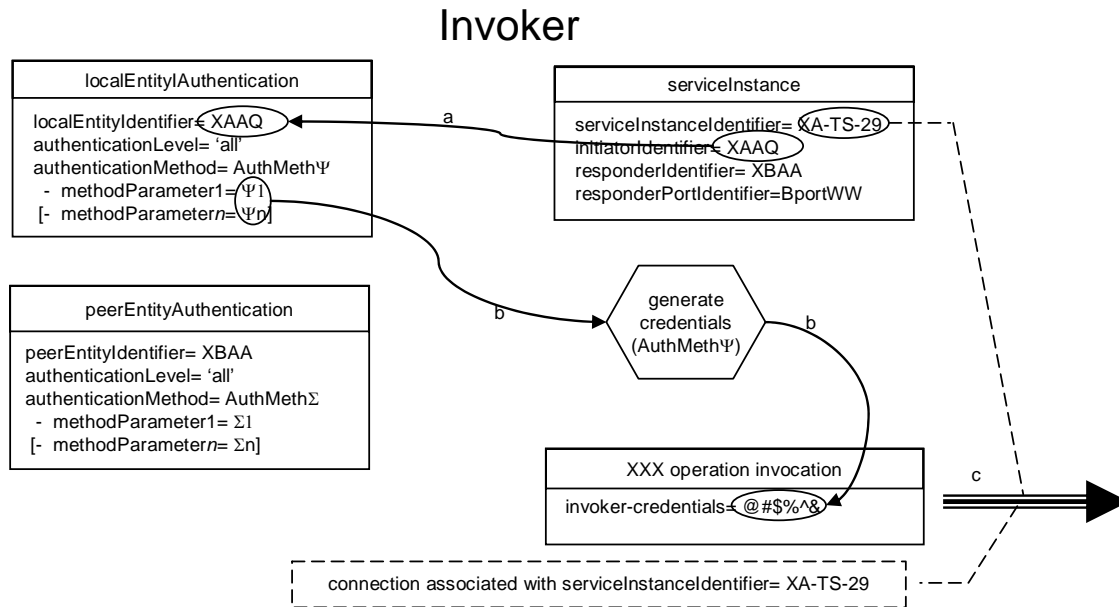 Invoker
localEntitylAuthentication
localEntityIdentifier= XAAQ
authenticationLevel= ‘all’
authenticationMethod= AuthMethΨ
- methodParameter1= Ψ1
[- methodParametern= Ψn]
serviceInstance
serviceInstanceIdentifier= XA-TS-29
initiatorIdentifier= XAAQ
responderIdentifier= XBAA
responderPortIdentifier=BportWW
a
peerEntityAuthentication
peerEntityIdentifier= XBAA
authenticationLevel= ‘all’
authenticationMethod= AuthMethΣ
- methodParameter1= Σ1
[- methodParametern= Σn]
b
generate
credentials
(AuthMethΨ)
b
XXX operation invocation
invoker-credentials= @#$%^&
c
connection associated with serviceInstanceIdentifier= XA-TS-29